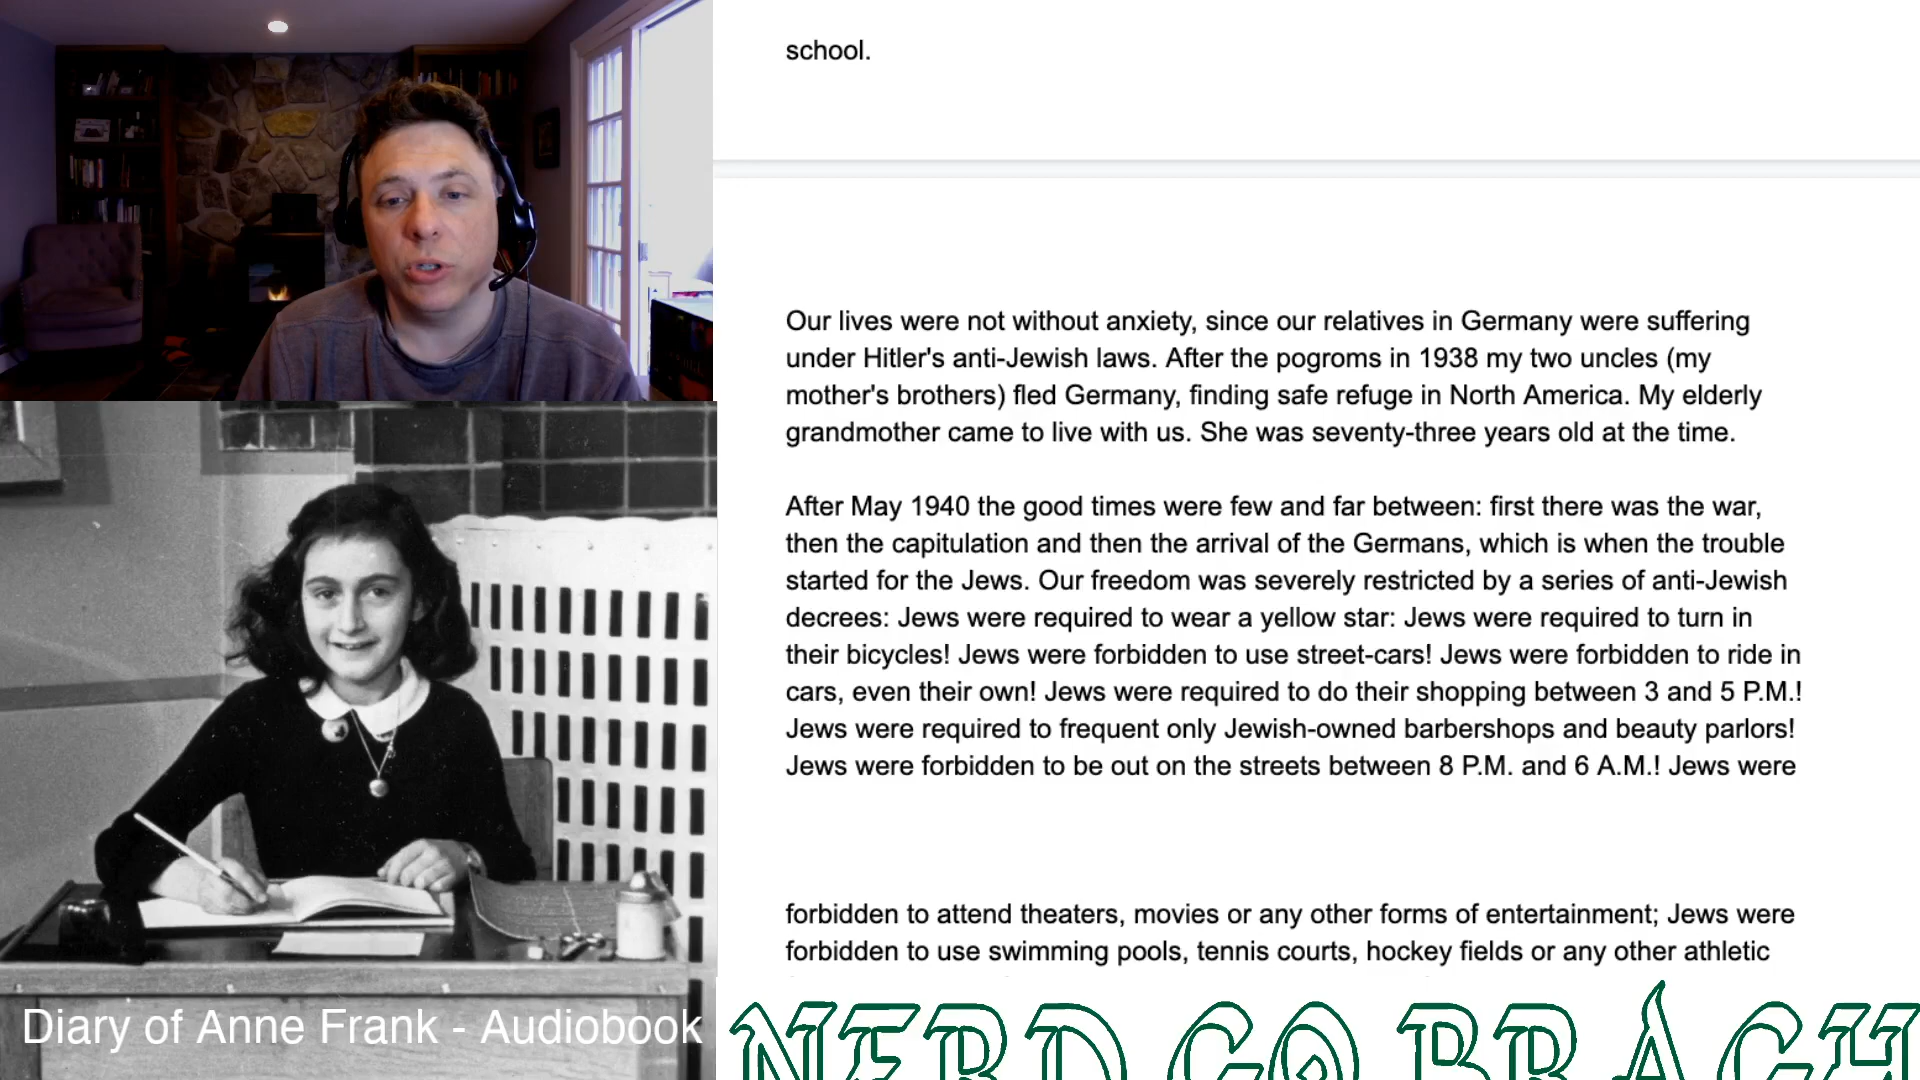 school.
Our lives were not without anxiety, since our relatives in Germany were suffering
under Hitler's anti-Jewish laws. After the pogroms in 1938 my two uncles (my
mother's brothers) fled Germany, finding safe refuge in North America. My elderly
grandmother came to live with us. She was seventy-three years old at the time.
After May 1940 the good times were few and far between: first there was the war,
then the capitulation and then the arrival of the Germans, which is when the trouble
started for the Jews. Our freedom was severely restricted by a series of anti-Jewish
decrees: Jews were required to wear a yellow star: Jews were required to turn in
their bicycles! Jews were forbidden to use street-cars! Jews were forbidden to ride in
cars, even their own! Jews were required to do their shopping between 3 and 5 P.M.!
Jews were required to frequent only Jewish-owned barbershops and beauty parlors!
Jews were forbidden to be out on the streets between 8 P.M. and 6 A.M.! Jews were
forbidden to attend theaters, movies or any other forms of entertainment; Jews were
forbidden to use swimming pools, tennis courts, hockey fields or any other athletic
Diary of Anne Frank - Audiobook
NERD GO BRAGH